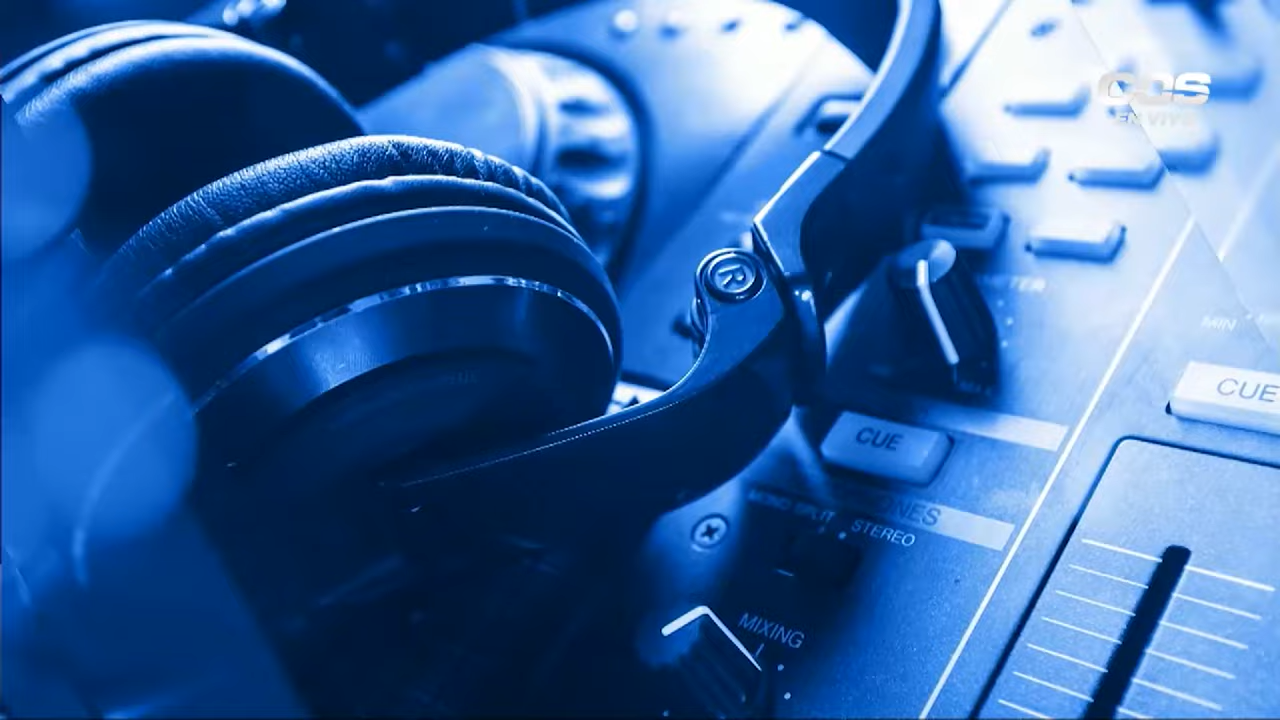 CCS
EN VIVO
R
MIN
CUE
CUE
MONO SPLIT
STEREO
MIXING